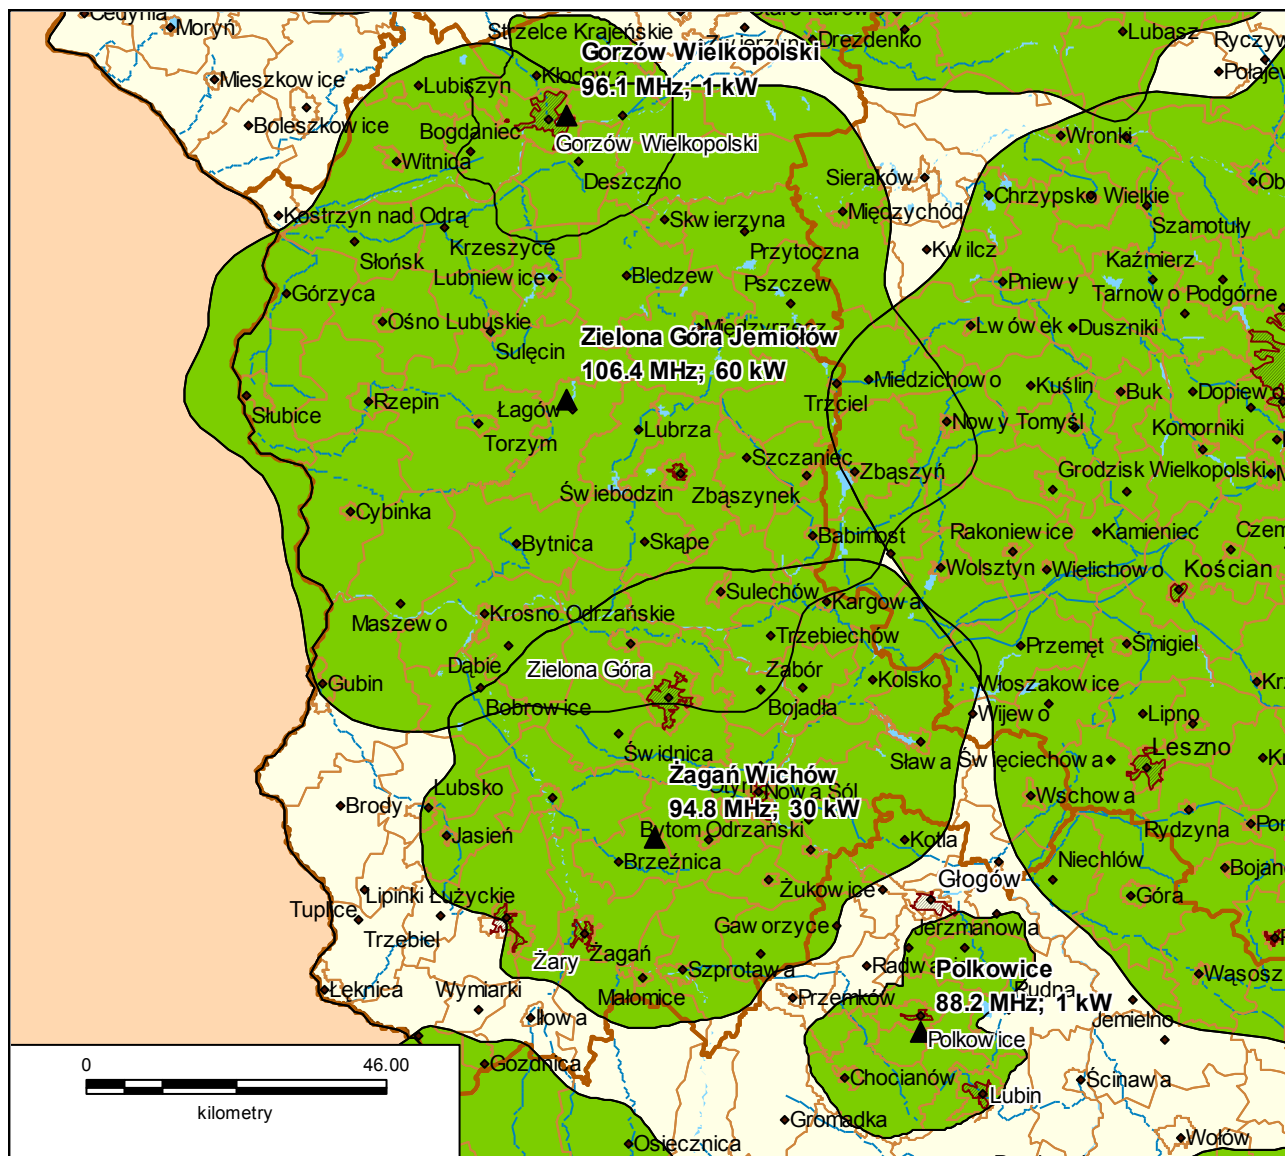 Cedynia
Moryń
Strzelce Krajeńskie
Drezdenko
Lubasz
Mieszkowice
Lubiszyn
Kłodawa
Gorzów Wielkopolski
96.1 MHz; 1 kW
Boleszkowice
Bogdaniec
Gorzów Wielkopolski
Wronki
Witnica
Deszczno
Sieraków
Chrzypsko Wielkie
Kostrzyn nad Odrą
Skwierzyna
Międzychód
Szamotuły
Krzeszyce
Przytoczna
Kwilcz
Słońsk
Lubniewice
Bledzew
Pszczew
Pniewy
Kaźmierz
Górzyca
Tarnowo Podgórne
Ośno Lubuskie
Międzyrzecz
Lwówek
Duszniki
Sulęcin
Zielona Góra Jemiołów
106.4 MHz; 60 kW
Słubice
Rzepin
Łagów
Trzciel
Miedzichowo
Kuślin
Buk
Dopiewo
Torzym
Lubrza
Nowy Tomyśl
Komorniki
Szczaniec
Zbąszyń
Grodzisk Wielkopolski
Świebodzin
Zbąszynek
Cybinka
Bytnica
Skąpe
Babimost
Rakoniewice
Kamieniec
Wolsztyn
Wielichowo
Kościan
Maszewo
Krosno Odrzańskie
Sulechów
Kargowa
Trzebiechów
Przemęt
Śmigiel
Dąbie
Zielona Góra
Zabór
Kolsko
Włoszakowice
Gubin
Bobrowice
Bojadła
Wijewo
Lipno
Świdnica
Sława
Święciechowa
Leszno
Żagań Wichów
94.8 MHz; 30 kW
Nowa Sól
Brody
Lubsko
Wschowa
Rydzyna
Jasień
Bytom Odrzański
Kotla
Brzeźnica
Niechlów
Żukowice
Głogów
Góra
Lipinki Łużyckie
Tuplice
Trzebiel
Gaworzyce
Jerzmanowa
Żary
Żagań
Szprotawa
Polkowice
88.2 MHz; 1 kW
Wąosz
Łęknica
Wymiarki
Małomice
Przemków
Rudna
Iłowa
Jemielno
Polkowice
Gozdnica
Chocianów
Lubin
Ścinawa
Gromadka
Osiecznica
Wołów
0 46.00
kilometry